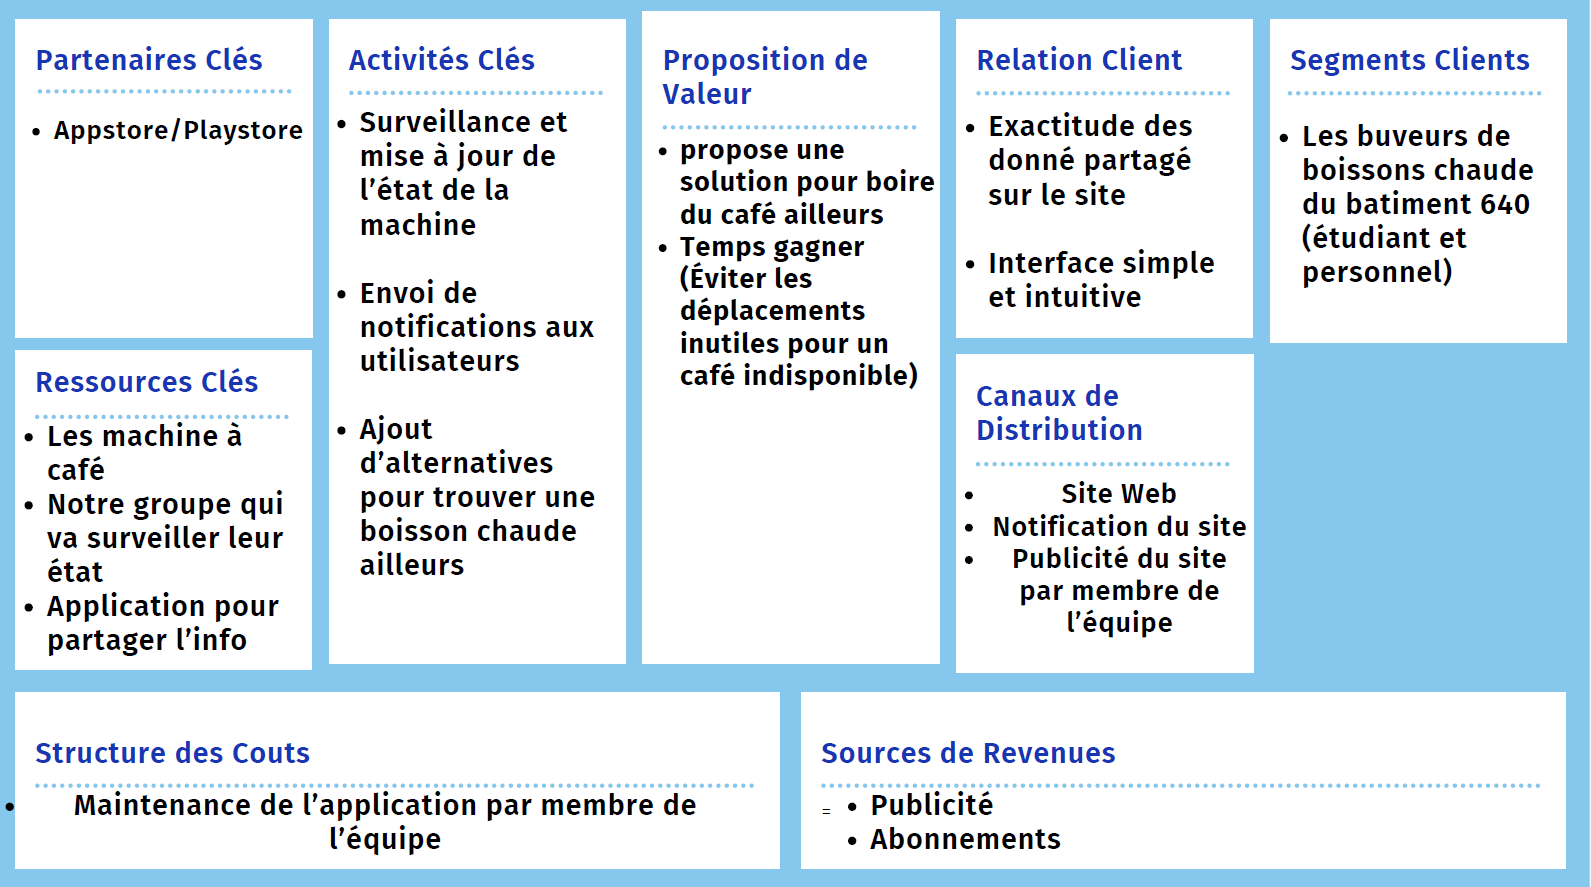 Partenaires Clés
• Appstore/Playstore
Activités Clés
• Surveillance et
mise à jour de
l’état de la
machine
• Envoi de
notifications aux
utilisateurs
• Ajout
d’alternatives
pour trouver une
boisson chaude
ailleurs
Proposition de
Valeur
• propose une
solution pour boire
du café ailleurs
• Temps gagner
(Éviter les
déplacements
inutiles pour un
café indisponible)
Relation Client
• Exactitude des
donné partagé
sur le site
• Interface simple
et intuitive
Segments Clients
• Les buveurs de
boissons chaude
du batiment 640
(étudiant et
personnel)
Ressources Clés
• Les machine à
café
• Notre groupe qui
va surveiller leur
état
• Application pour
partager l’info
Canaux de
Distribution
• Site Web
• Notification du site
• Publicité du site
par membre de
l’équipe
Structure des Couts
• Maintenance de l’application par membre de
l’équipe
Sources de Revenues
= • Publicité
• Abonnements